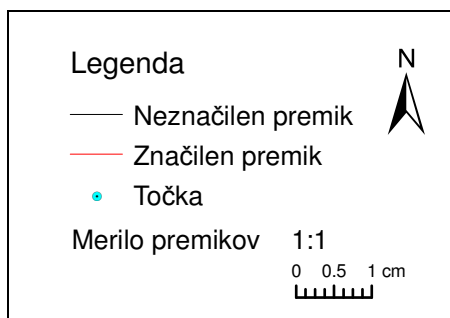 Legenda
N
Neznačilen premik
Značilen premik
Točka
Merilo premikov 1:1
0 0.5 1 cm